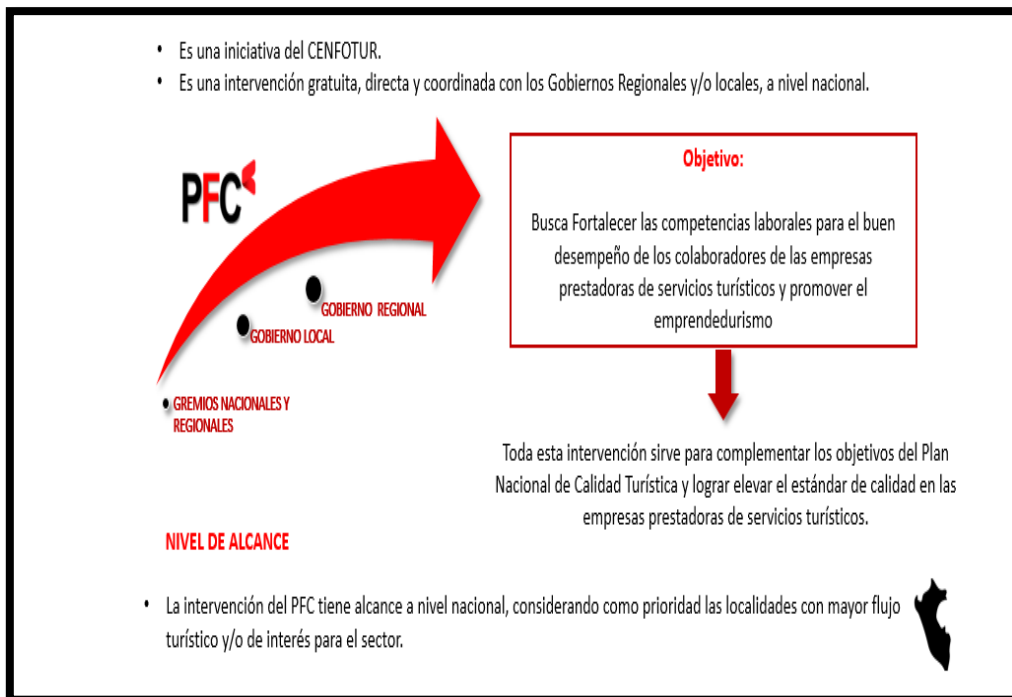 • Es una iniciativa del CENFOTUR.
• Es una intervención gratuita, directa y coordinada con los Gobiernos Regionales y/o locales, a nivel nacional.
PFC
GOBIERNO REGIONAL
GOBIERNO LOCAL
GREMIOS NACIONALES Y
REGIONALES
Objetivo:
Busca Fortalecer las competencias laborales para el buen
desempeño de los colaboradores de las empresas
prestadoras de servicios turísticos y promover el
emprendedurismo
Toda esta intervención sirve para complementar los objetivos del Plan
Nacional de Calidad Turística y lograr elevar el estándar de calidad en las
empresas prestadoras de servicios turísticos.
NIVEL DE ALCANCE
• La intervención del PFC tiene alcance a nivel nacional, considerando como prioridad las localidades con mayor flujo
turístico y/o de interés para el sector.